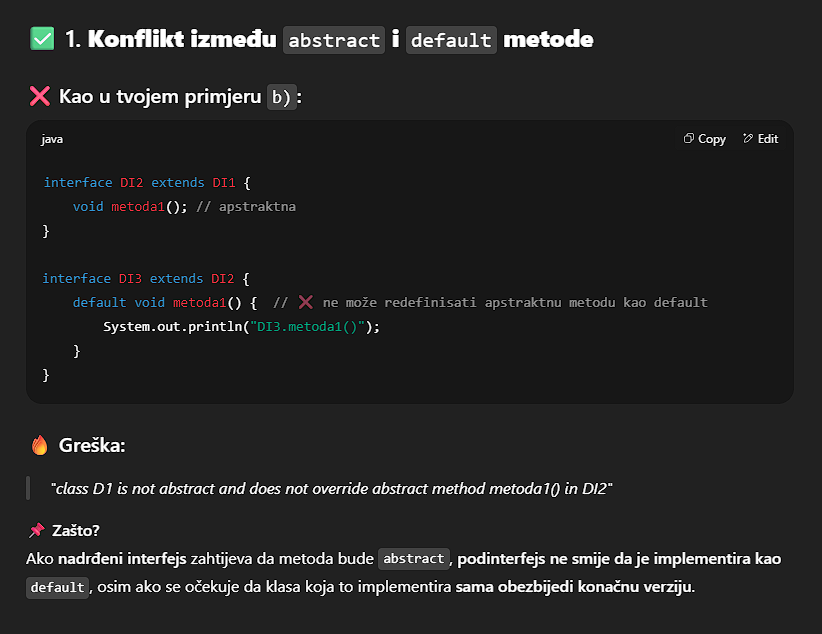 ✅ 1. Konflikt između abstract i default metode
❌ Kao u tvojem primjeru b):
java Copy Edit
interface DI2 extends DI1 {
    void metoda1(); // apstraktna
}
interface DI3 extends DI2 {
    default void metoda1() {  // ❌ ne može redefinisati apstraktnu metodu kao default
        System.out.println("DI3.metoda1()");
    }
}
🔥 Greška:
"class D1 is not abstract and does not override abstract method metoda1() in DI2"
📌 Zašto?
Ako nadrđeni interfejs zahtijeva da metoda bude abstract, podinterfejs ne smije da je implementira kao
default, osim ako se očekuje da klasa koja to implementira sama obezbijedi konačnu verziju.